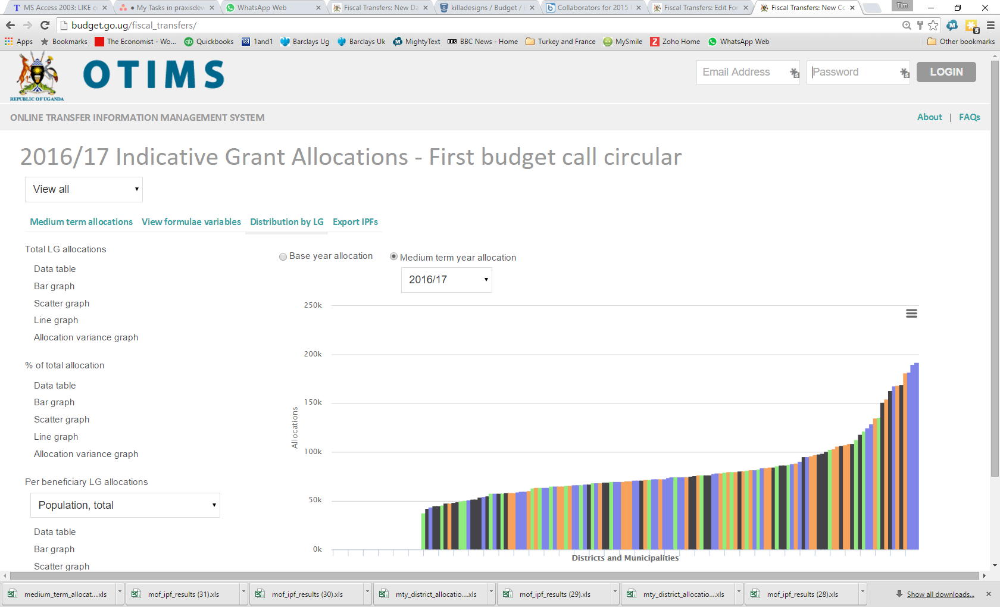 MS Access 2003: LIKE c
• My Tasks in praxisdev
WhatsApp Web
Fiscal Transfers: New Da
killadesigns / Budget /
Collaborators for 2015
Fiscal Transfers: Edit For
Fiscal Transfers: New Co
Tim
budget.go.ug/fiscal_transfers/
Apps
Bookmarks
The Economist - Wo...
Quickbooks
1and1
Barclays Ug
Barclays Uk
MightyText
BBC News - Home
Turkey and France
MySmile
Zoho Home
WhatsApp Web
Other bookmarks
REPUBLIC OF UGANDA
OTIMS
Email Address
Password
LOGIN
ONLINE TRANSFER INFORMATION MANAGEMENT SYSTEM
About | FAQs
2016/17 Indicative Grant Allocations - First budget call circular
View all
Medium term allocations
View formulae variables
Distribution by LG
Export IPFs
Total LG allocations
Data table
Bar graph
Scatter graph
Line graph
Allocation variance graph
% of total allocation
Data table
Bar graph
Scatter graph
Line graph
Allocation variance graph
Per beneficiary LG allocations
Population, total
Data table
Bar graph
Scatter graph
Base year allocation
Medium term year allocation
2016/17
250k
200k
150k
100k
50k
0k
Allocations
Districts and Municipalities
medium_term_allocat....xls
mof_ipf_results (31).xls
mof_ipf_results (30).xls
mty_district_allocatio....xls
mof_ipf_results (29).xls
mty_district_allocatio....xls
mof_ipf_results (28).xls
Show all downloads...